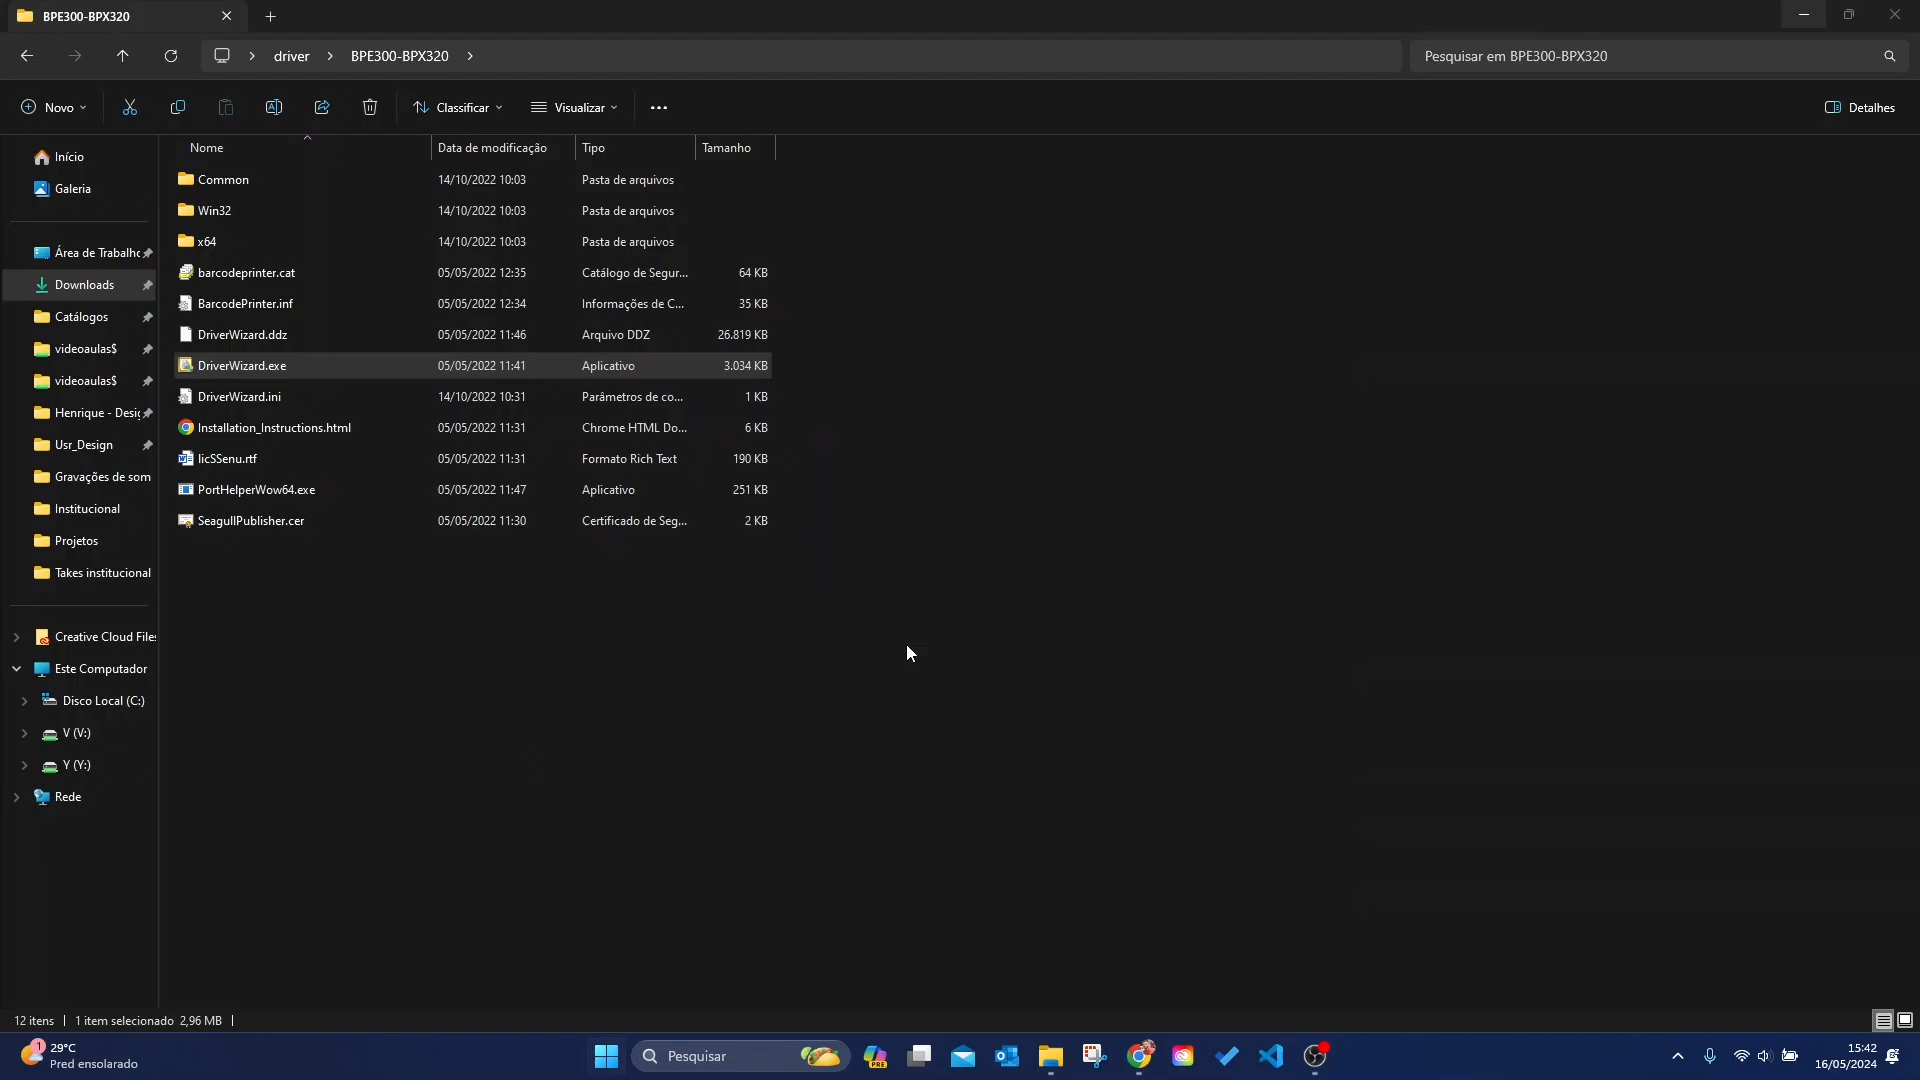 BPE300-BPX320
driver
BPE300-BPX320
Pesquisar em BPE300-BPX320
Novo
Classificar
Visualizar
Detalhes
Nome
Data de modificação
Tipo
Tamanho
Início
Galeria
Área de Trabalho
Downloads
Catálogos
videoaulas$
videoaulas$
Henrique - Desig
Usr_Design
Gravações de som
Institucional
Projetos
Takes institucional
Creative Cloud Files
Este Computador
Disco Local (C:)
V (V:)
Y (Y:)
Rede
Common 14/10/2022 10:03 Pasta de arquivos
Win32 14/10/2022 10:03 Pasta de arquivos
x64 14/10/2022 10:03 Pasta de arquivos
barcodeprinter.cat 05/05/2022 12:35 Catálogo de Segur... 64 KB
BarcodePrinter.inf 05/05/2022 12:34 Informações de C... 35 KB
DriverWizard.ddz 05/05/2022 11:46 Arquivo DDZ 26.819 KB
DriverWizard.exe 05/05/2022 11:41 Aplicativo 3.034 KB
DriverWizard.ini 14/10/2022 10:31 Parâmetros de co... 1 KB
Installation_Instructions.html 05/05/2022 11:31 Chrome HTML Do... 6 KB
licSSenu.rtf 05/05/2022 11:31 Formato Rich Text 190 KB
PortHelperWow64.exe 05/05/2022 11:47 Aplicativo 251 KB
SeagullPublisher.cer 05/05/2022 11:30 Certificado de Seg... 2 KB
12 itens | 1 item selecionado 2,96 MB |
1
29°C
Pred ensolarado
Pesquisar
PRE
15:42
16/05/2024